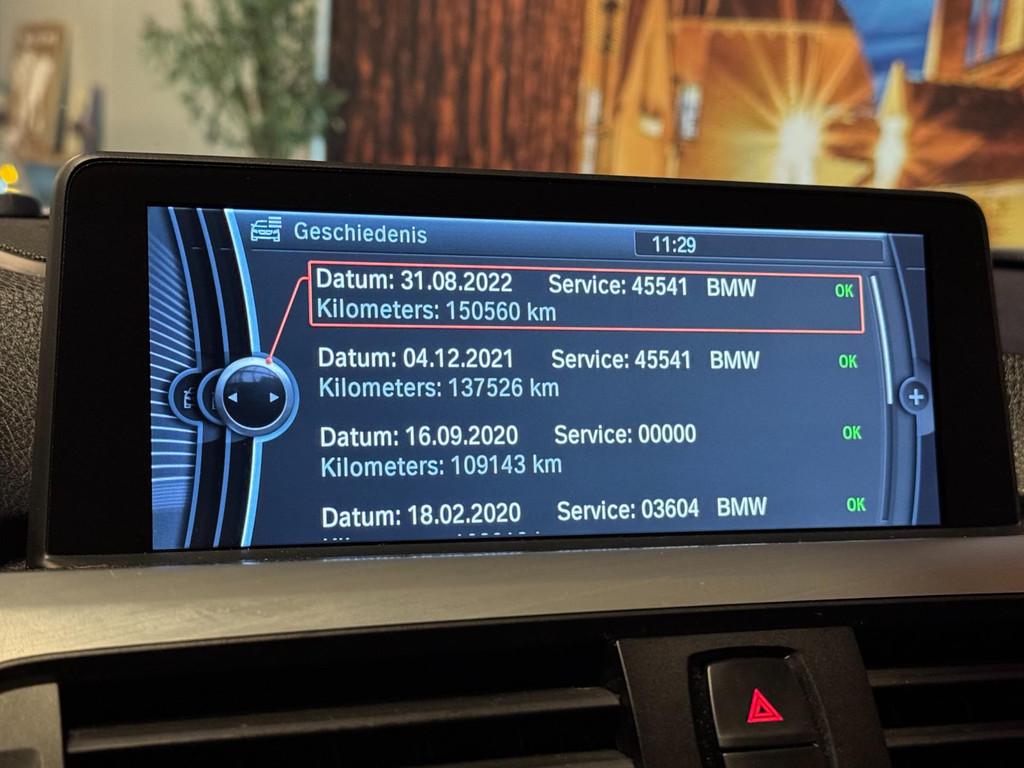 Geschiedenis
11:29
Datum: 31.08.2022 Service: 45541 BMW OK
Kilometers: 150560 km
Datum: 04.12.2021 Service: 45541 BMW OK
Kilometers: 137526 km
Datum: 16.09.2020 Service: 00000 OK
Kilometers: 109143 km
Datum: 18.02.2020 Service: 03604 BMW OK